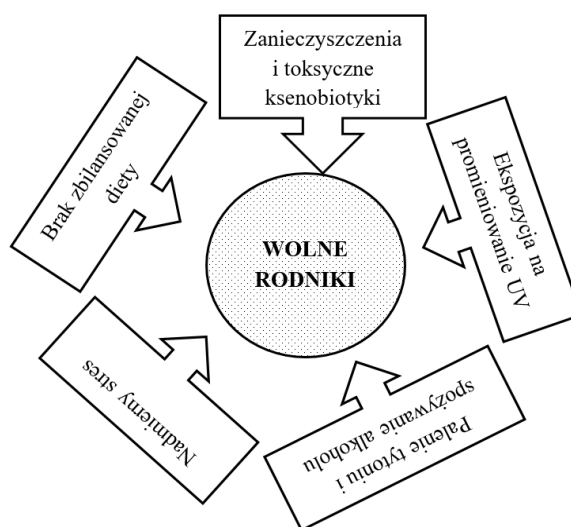 Zanieczyszczenia
i toksyczne
ksenobiotyki
Ekspozycja na
promieniowanie UV
Palenie tytoniu i
spożywanie alkoholu
Nadmierny stres
Brak zbilansowanej
diety
WOLNE
RODNIKI